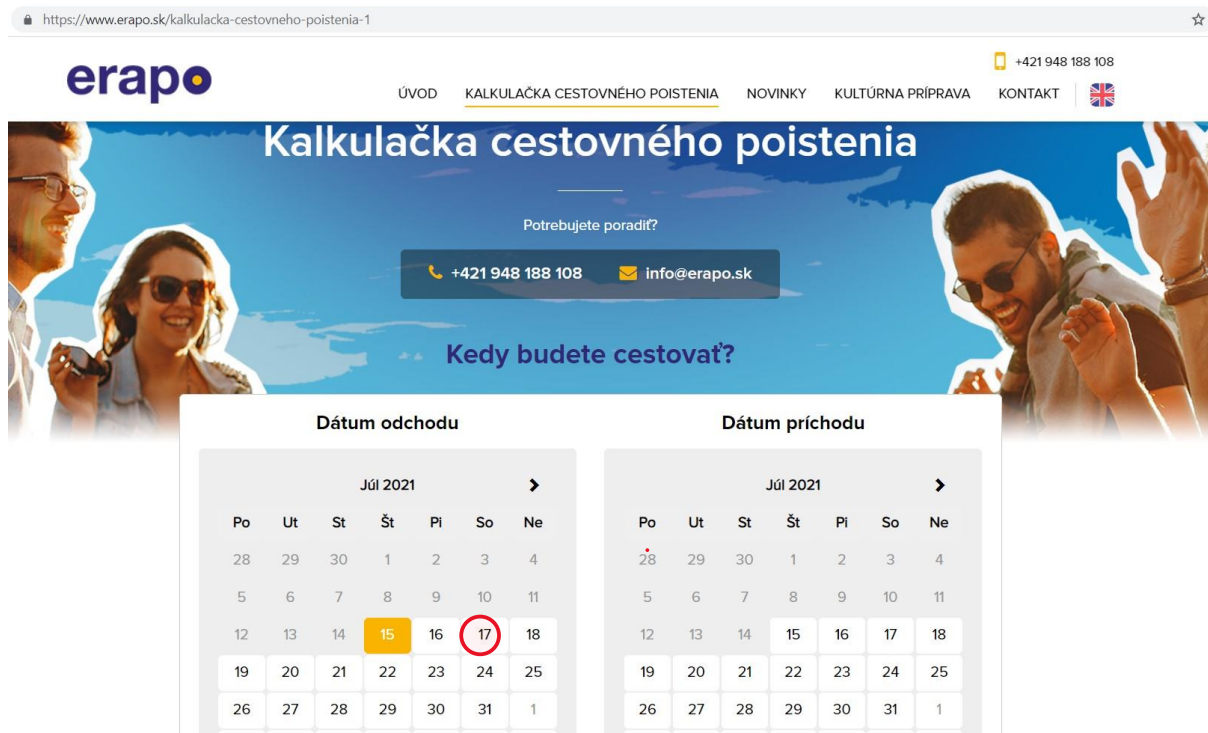 https://www.erapo.sk/kalkulacka-cestovneho-poistenia-1
erapo
+421 948 188 108
ÚVOD KALKULAČKA CESTOVNÉHO POISTENIA NOVINKY KULTÚRNA PRÍPRAVA KONTAKT
Kalkulačka cestovného poistenia
Potrebujete poradiť?
+421 948 188 108 info@erapo.sk
Kedy budete cestovať?
Dátum odchodu
Júl 2021
Po Ut St Št Pi So Ne
28 29 30 1 2 3 4
5 6 7 8 9 10 11
12 13 14 15 16 17 18
19 20 21 22 23 24 25
26 27 28 29 30 31 1
Dátum príchodu
Júl 2021
Po Ut St Št Pi So Ne
28 29 30 1 2 3 4
5 6 7 8 9 10 11
12 13 14 15 16 17 18
19 20 21 22 23 24 25
26 27 28 29 30 31 1